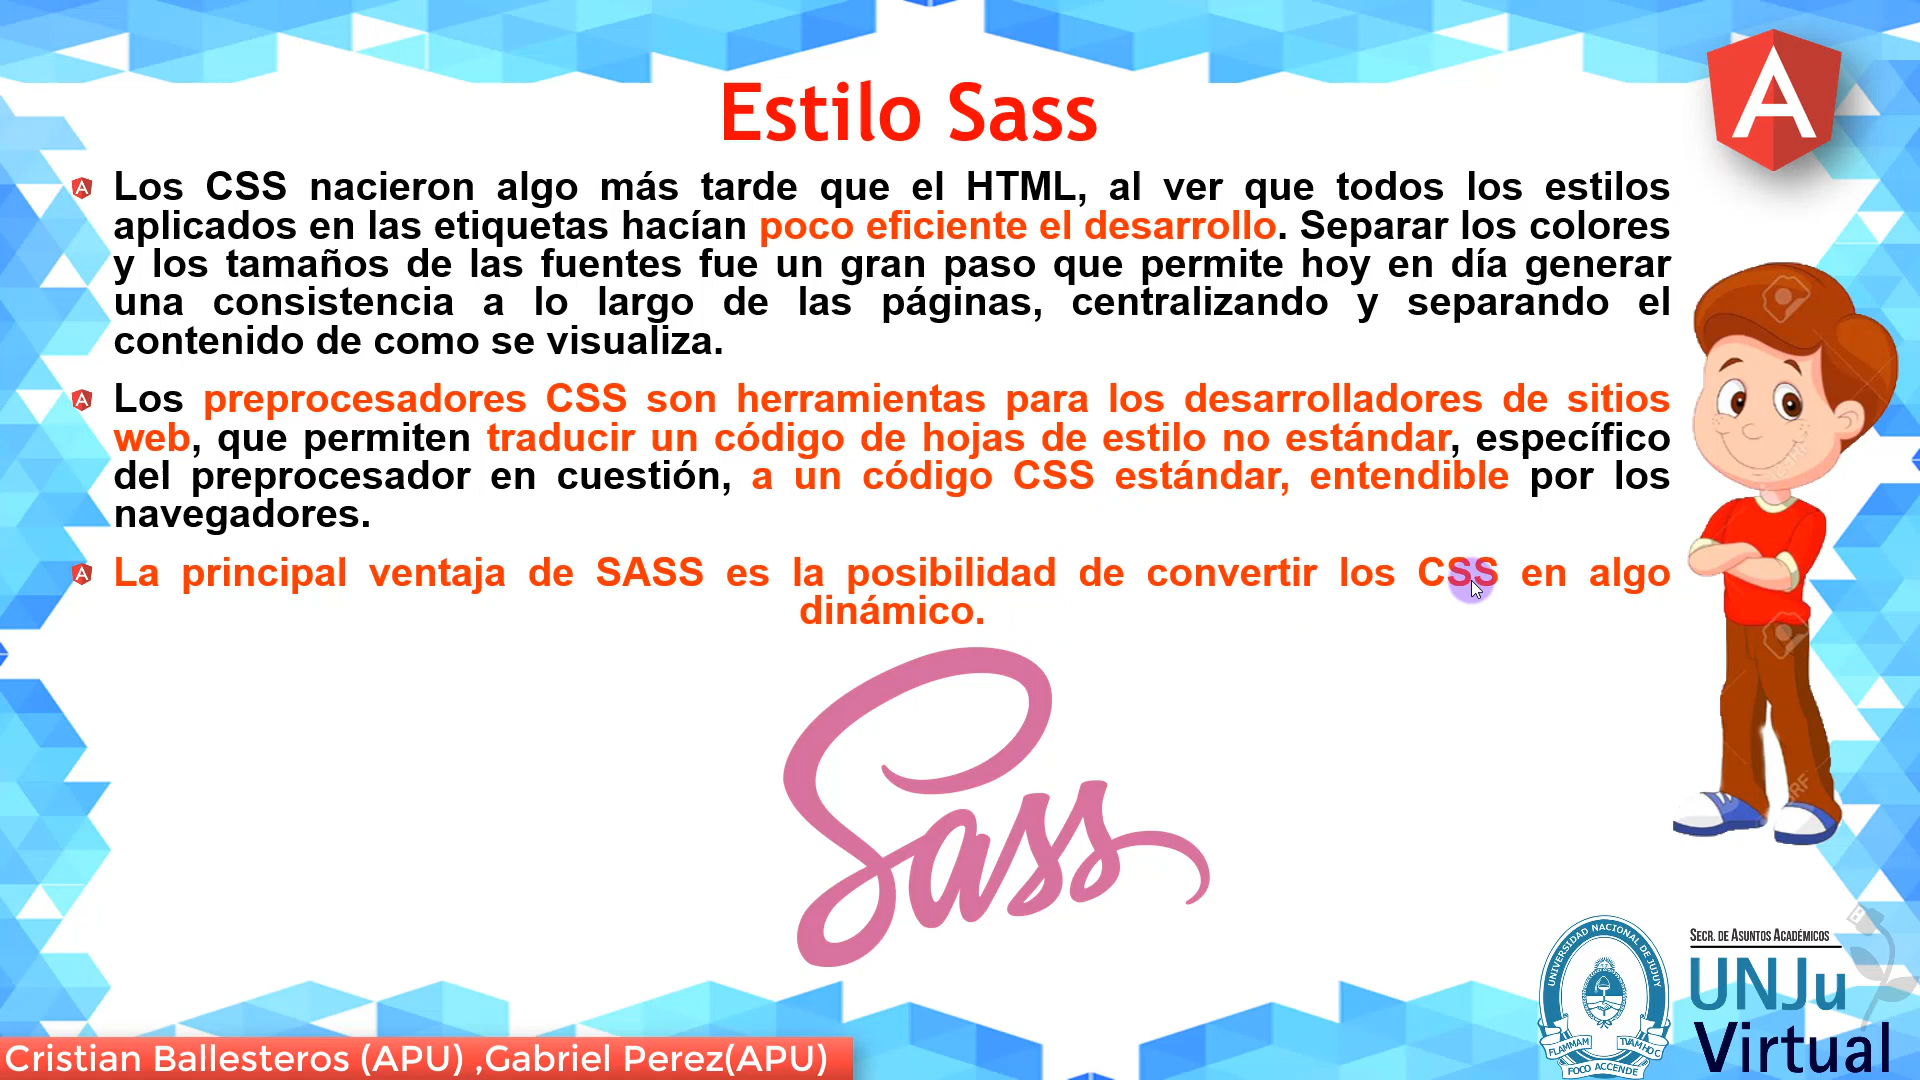 Estilo Sass
Los CSS nacieron algo más tarde que el HTML, al ver que todos los estilos
aplicados en las etiquetas hacían poco eficiente el desarrollo. Separar los colores
y los tamaños de las fuentes fue un gran paso que permite hoy en día generar
una consistencia a lo largo de las páginas, centralizando y separando el
contenido de como se visualiza.
Los preprocesadores CSS son herramientas para los desarrolladores de sitios
web, que permiten traducir un código de hojas de estilo no estándar, específico
del preprocesador en cuestión, a un código CSS estándar, entendible por los
navegadores.
La principal ventaja de SASS es la posibilidad de convertir los CSS en algo
dinámico.
Sass
UNIVERSIDAD NACIONAL DE JUJUY
FLAMMAM TVAM HOC
FOCO ACCENDE
SECR. DE ASUNTOS ACADÉMICOS
UNJu
Virtual
Cristian Ballesteros (APU) ,Gabriel Perez(APU)